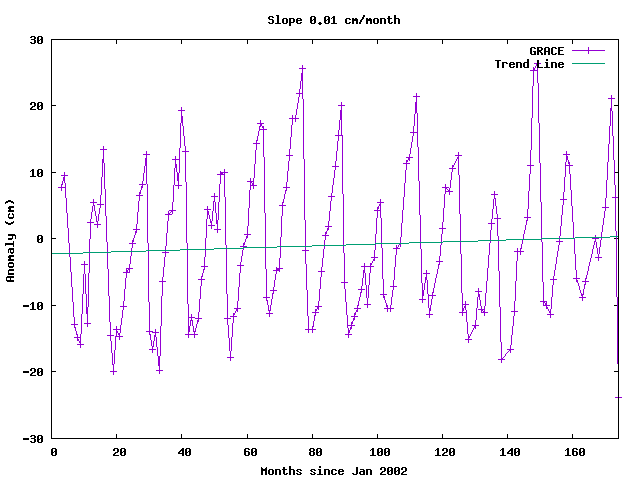 Slope 0.01 cm/month
30
20
10
0
-10
-20
-30
Anomaly (cm)
GRACE
Trend Line
0 20 40 60 80 100 120 140 160
Months since Jan 2002